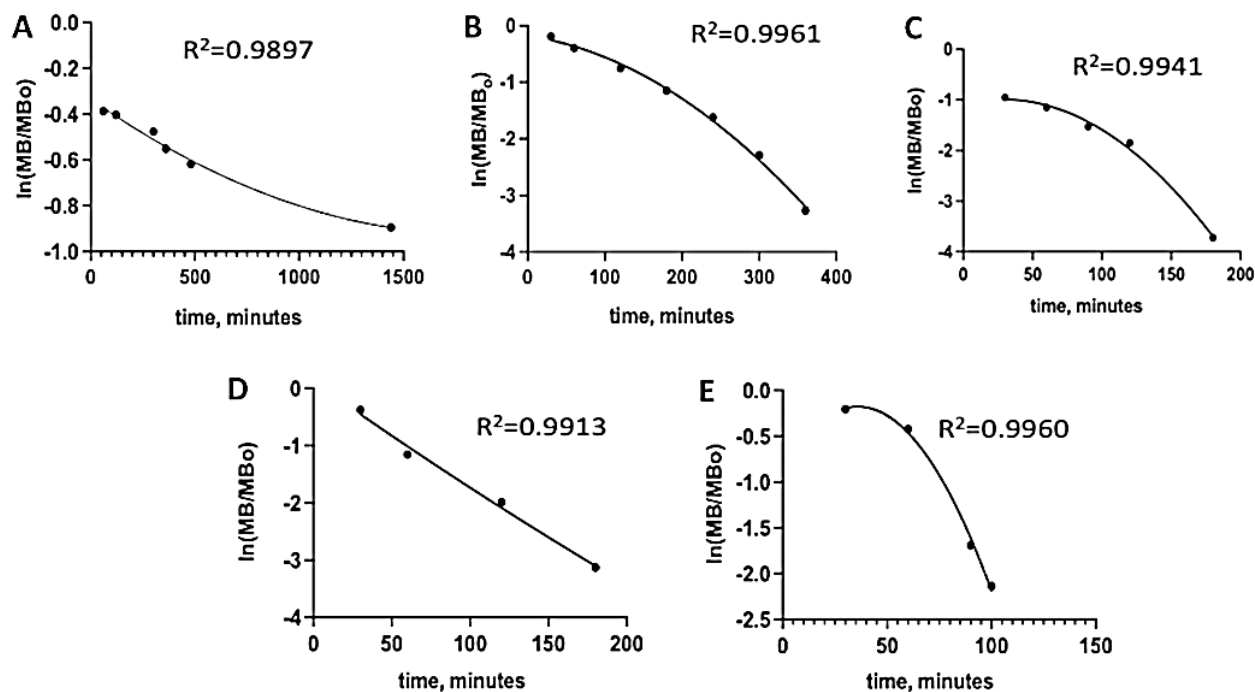 A
R²=0.9897
ln(MB/MBo)
0.0
-0.2
-0.4
-0.6
-0.8
-1.0
0 500 1000 1500
time, minutes
B
R²=0.9961
ln(MB/MB₀)
0
-1
-2
-3
-4
0 100 200 300 400
time, minutes
C
R²=0.9941
ln(MB/MBo)
0
-1
-2
-3
-4
0 50 100 150 200
time, minutes
D
R²=0.9913
ln(MB/MBo)
0
-1
-2
-3
-4
0 50 100 150 200
time, minutes
E
R²=0.9960
ln(MB/MBo)
0.0
-0.5
-1.0
-1.5
-2.0
-2.5
0 50 100 150
time, minutes